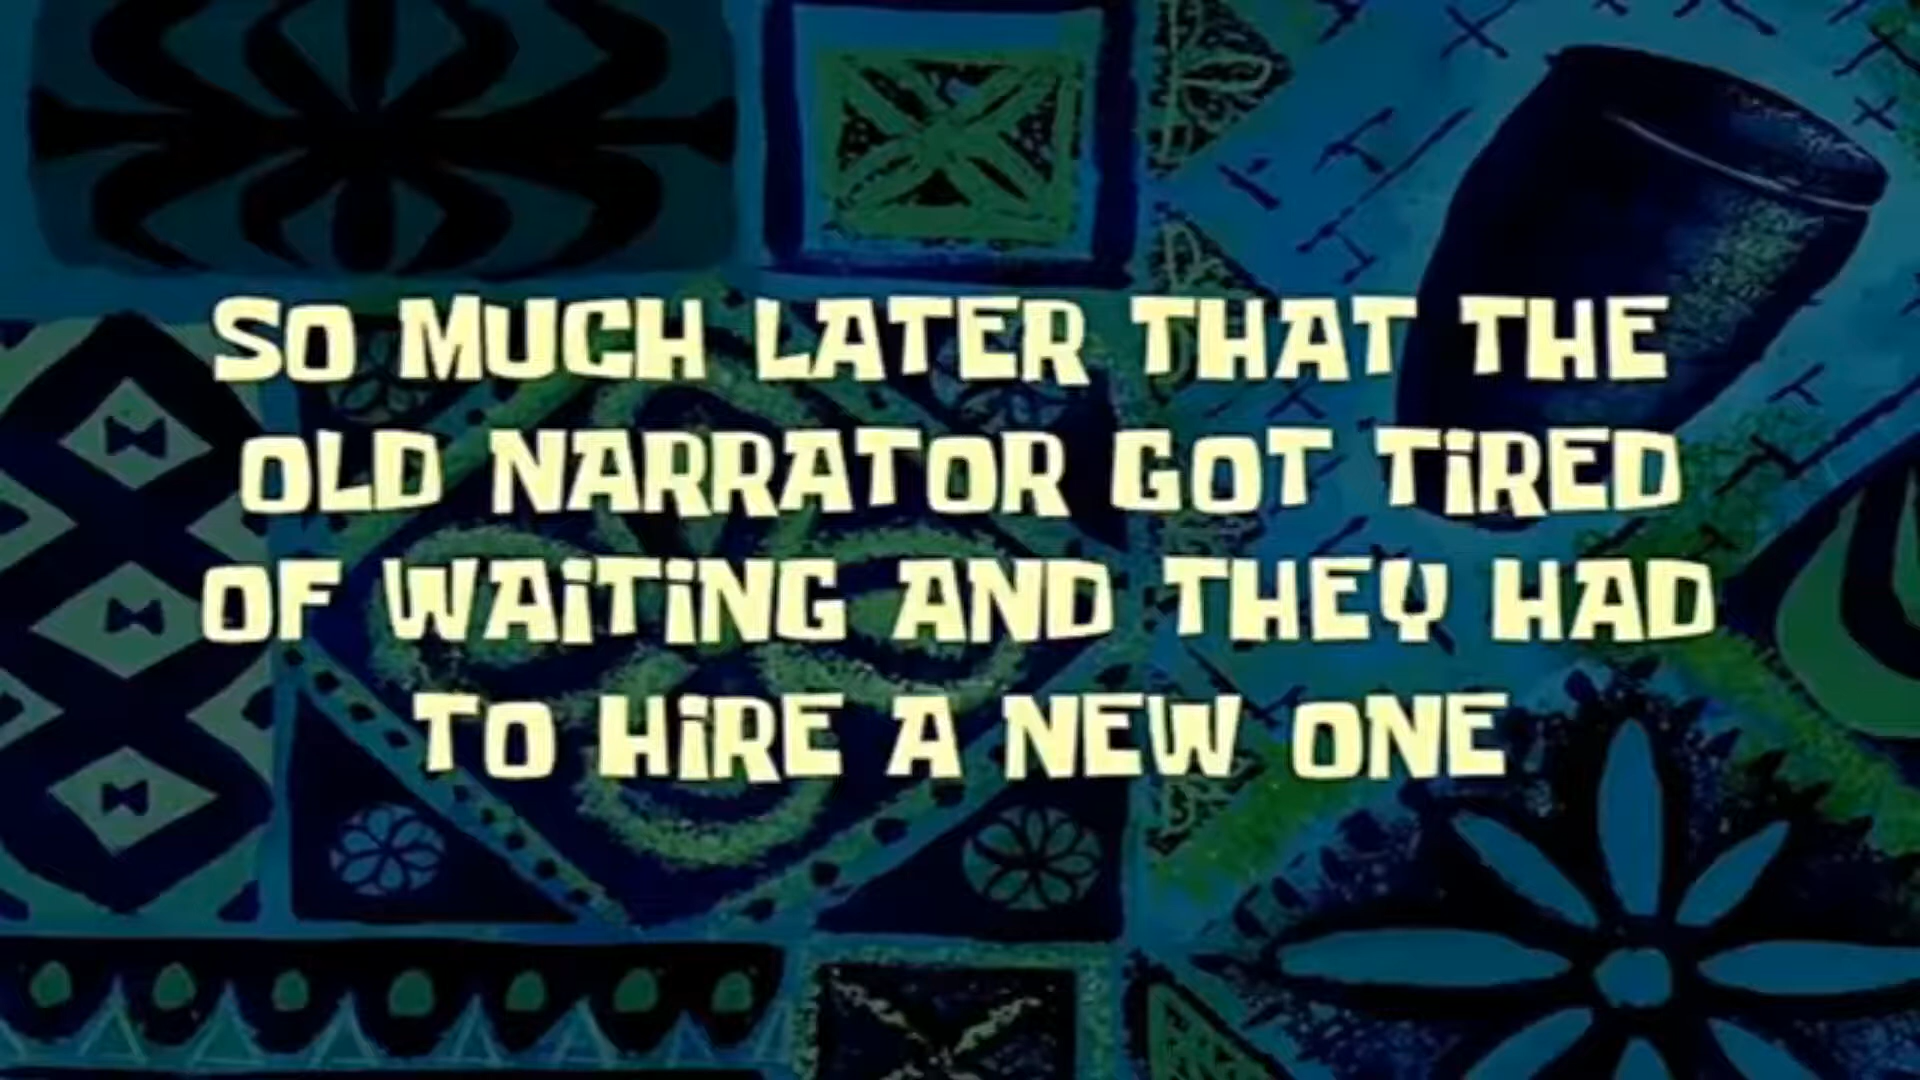 SO MUCH LATER THAT THE
OLD NARRATOR GOT TiRED
OF WAiTiNG AND THEY HAD
TO HiRE A NEW ONE